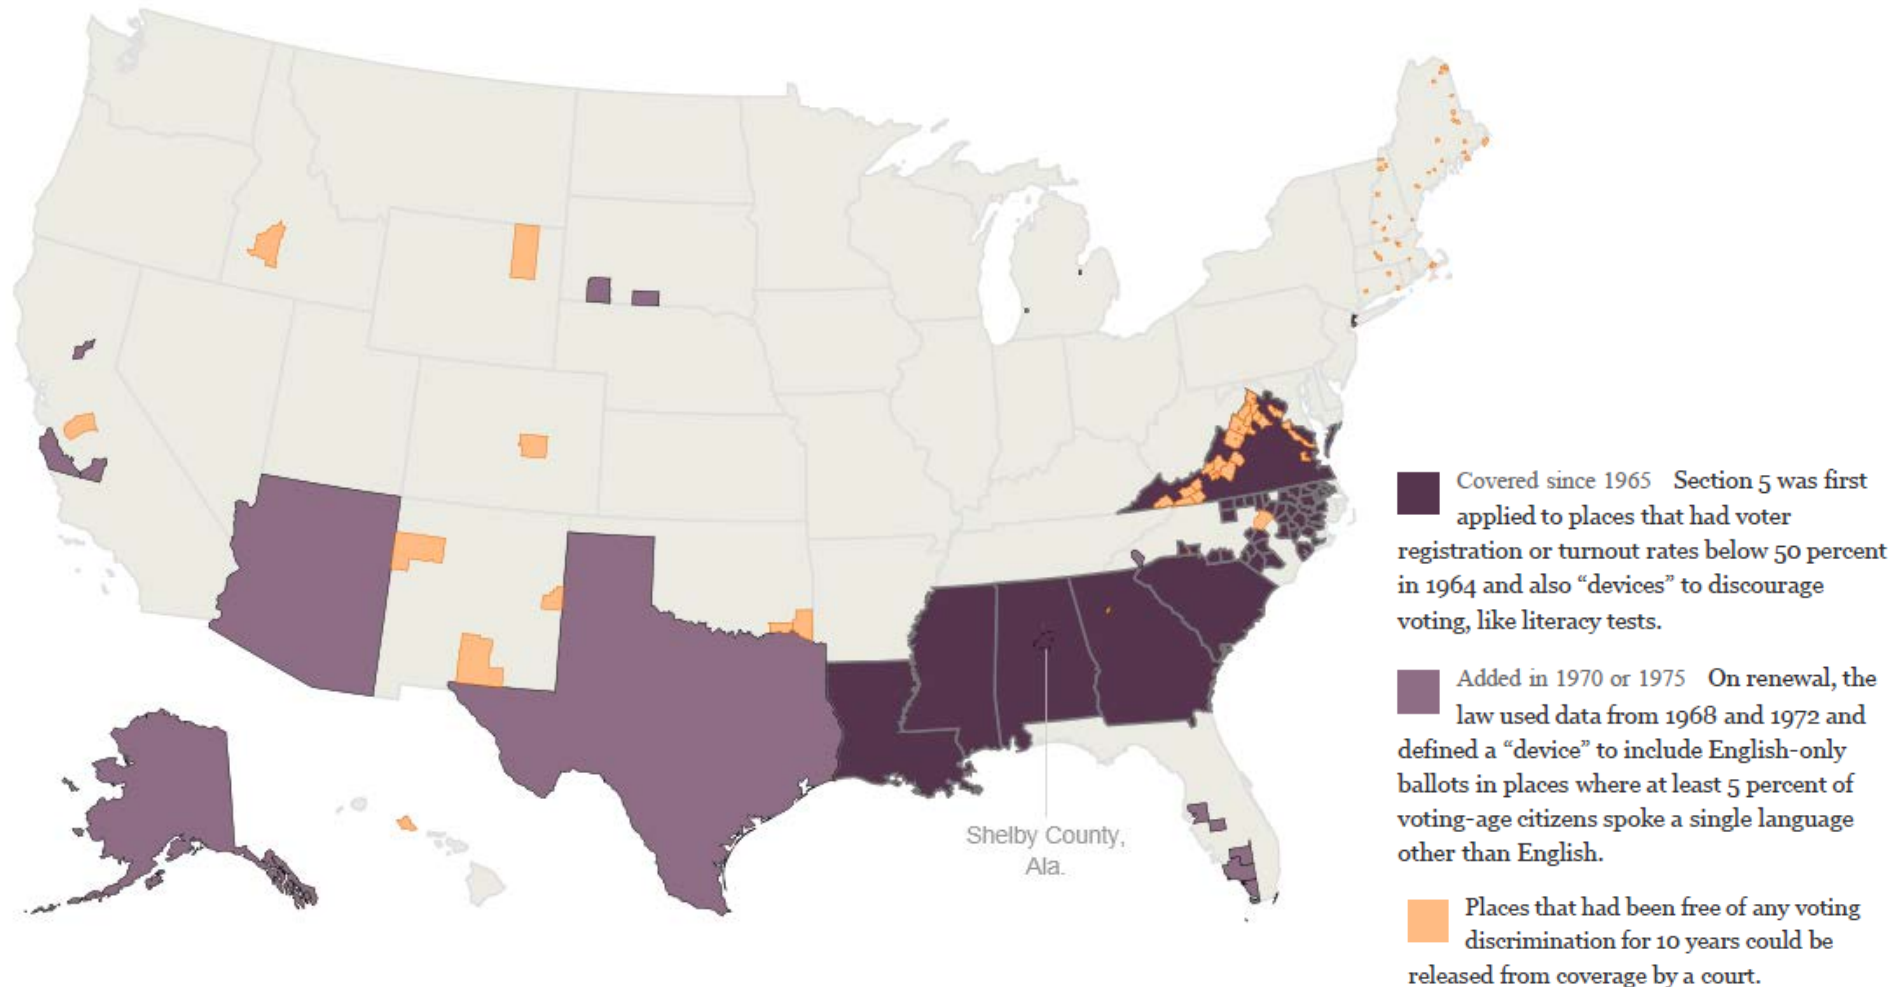 Shelby County,
Ala.
Covered since 1965 Section 5 was first
applied to places that had voter
registration or turnout rates below 50 percent
in 1964 and also “devices” to discourage
voting, like literacy tests.
Added in 1970 or 1975 On renewal, the
law used data from 1968 and 1972 and
defined a “device” to include English-only
ballots in places where at least 5 percent of
voting-age citizens spoke a single language
other than English.
Places that had been free of any voting
discrimination for 10 years could be
released from coverage by a court.